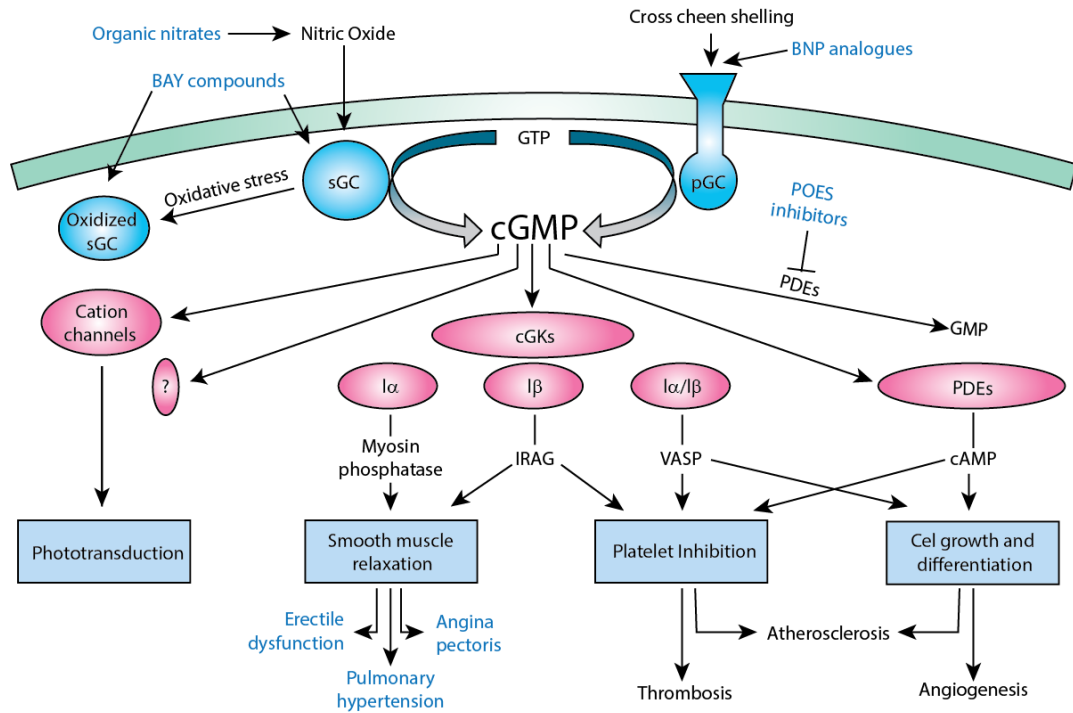 Cross cheen shelling
Organic nitrates
Nitric Oxide
BNP analogues
BAY compounds
GTP
sGC
pGC
Oxidative stress
POES
inhibitors
Oxidized
sGC
cGMP
PDEs
Cation
channels
GMP
cGKs
?
Iα
Iβ
Iα/Iβ
PDEs
Myosin
phosphatase
IRAG
VASP
cAMP
Phototransduction
Smooth muscle
relaxation
Platelet Inhibition
Cel growth and
differentiation
Erectile
dysfunction
Angina
pectoris
Atherosclerosis
Pulmonary
hypertension
Thrombosis
Angiogenesis